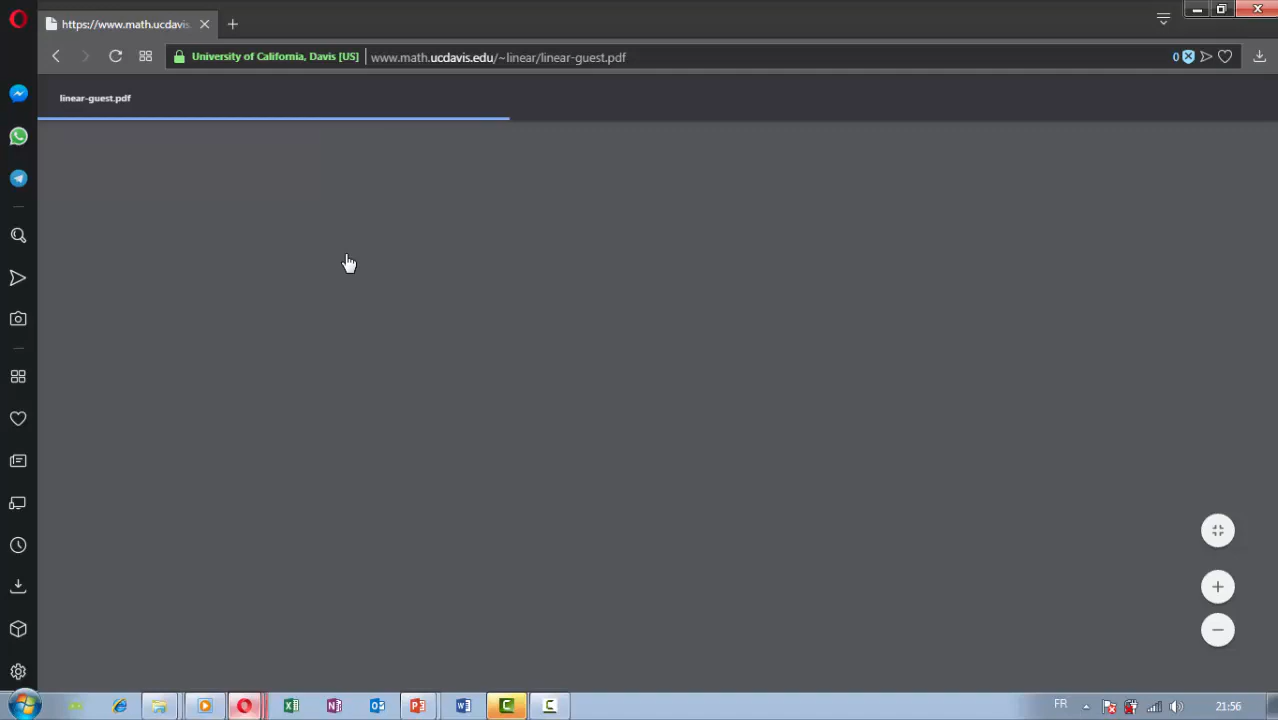 https://www.math.ucdavis.
University of California, Davis [US]
www.math.ucdavis.edu/~linear/linear-guest.pdf
0
linear-guest.pdf
FR
21:56